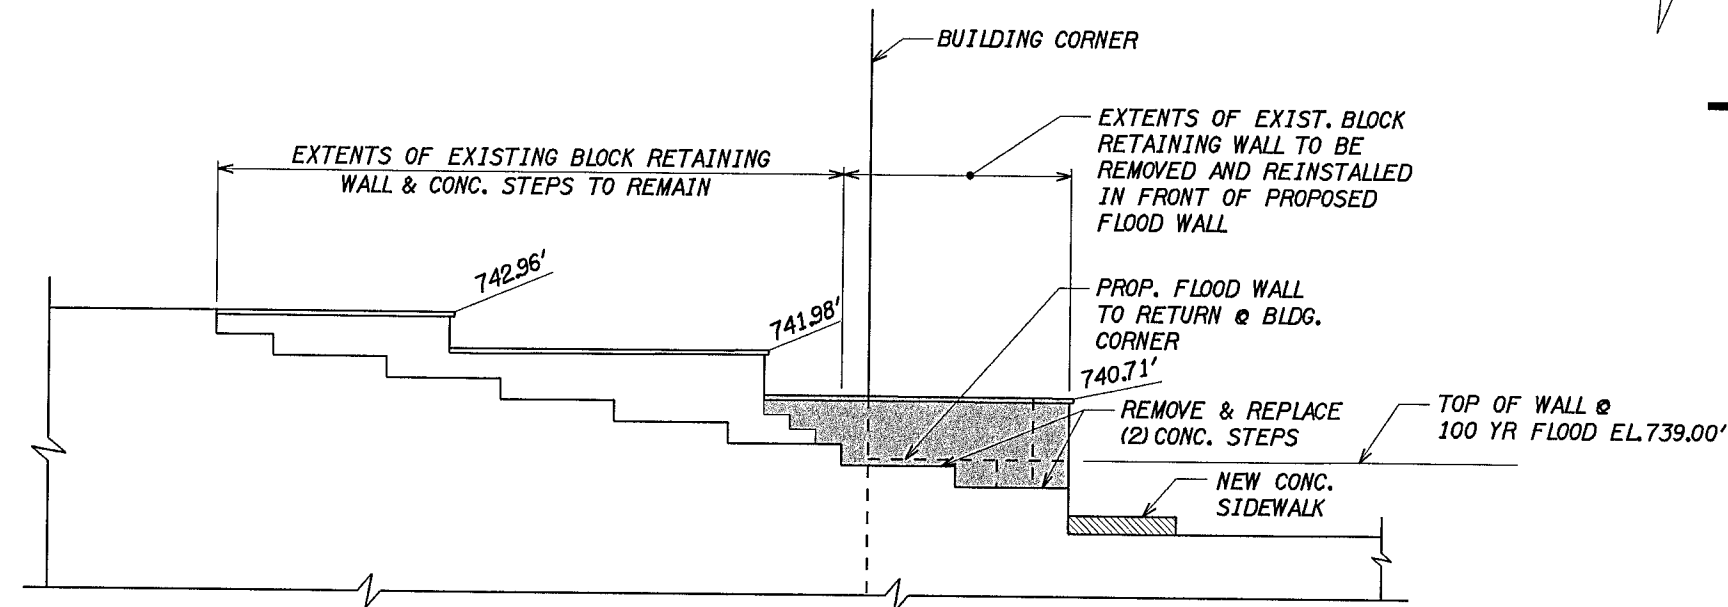 BUILDING CORNER
EXTENTS OF EXISTING BLOCK RETAINING
WALL & CONC. STEPS TO REMAIN
EXTENTS OF EXIST. BLOCK
RETAINING WALL TO BE
REMOVED AND REINSTALLED
IN FRONT OF PROPOSED
FLOOD WALL
742.96'
741.98'
PROP. FLOOD WALL
TO RETURN @ BLDG.
CORNER
740.71'
REMOVE & REPLACE
(2) CONC. STEPS
TOP OF WALL @
100 YR FLOOD EL.739.00'
NEW CONC.
SIDEWALK